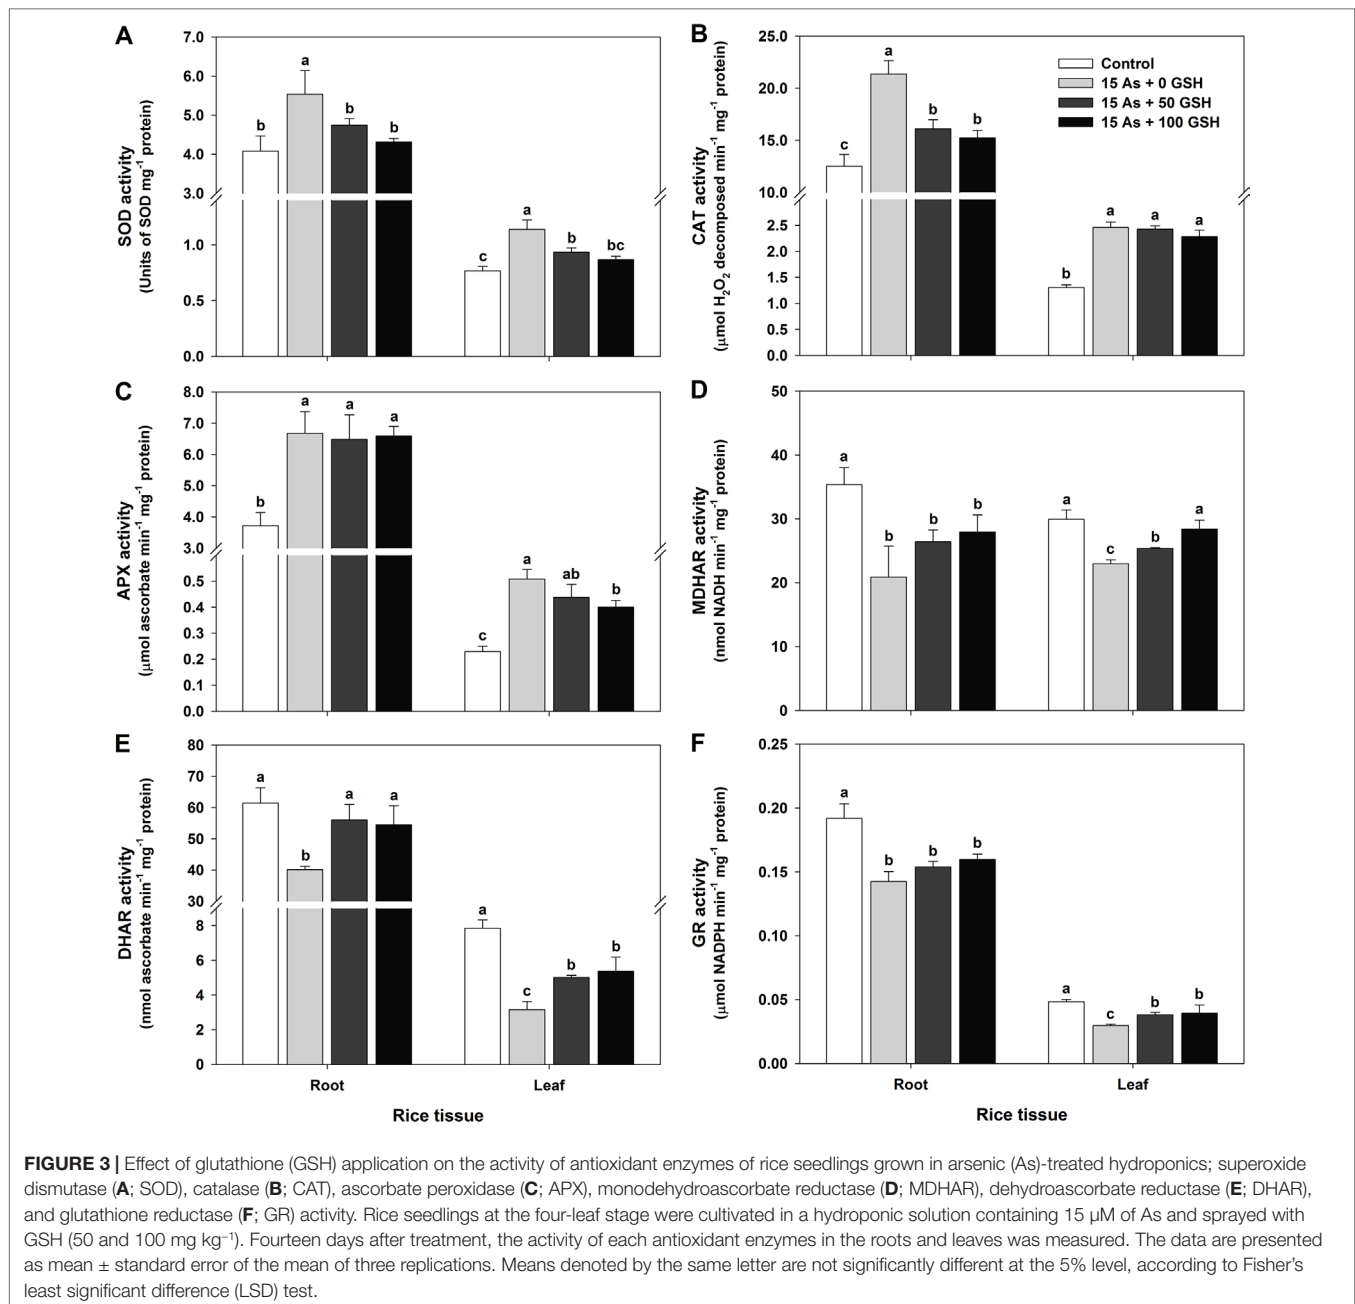 A
SOD activity
(Units of SOD mg⁻¹ protein)
7.0
6.0
5.0
4.0
3.0
1.0
0.5
0.0
b
a
b
b
c
a
b
bc
B
CAT activity
(µmol H₂O₂ decomposed min⁻¹ mg⁻¹ protein)
25.0
20.0
15.0
10.0
2.5
2.0
1.5
1.0
0.5
0.0
c
a
b
b
b
a
a
a
Control
15 As + 0 GSH
15 As + 50 GSH
15 As + 100 GSH
C
APX activity
(µmol ascorbate min⁻¹ mg⁻¹ protein)
8.0
7.0
6.0
5.0
4.0
3.0
0.5
0.4
0.3
0.2
0.1
0.0
b
a
a
a
c
a
ab
b
D
MDHAR activity
(nmol NADH min⁻¹ mg⁻¹ protein)
50
40
30
20
10
0
a
b
b
b
a
c
b
a
E
DHAR activity
(nmol ascorbate min⁻¹ mg⁻¹ protein)
80
70
60
50
40
30
8
6
4
2
0
a
b
a
a
a
c
b
b
Root
Leaf
Rice tissue
F
GR activity
(µmol NADPH min⁻¹ mg⁻¹ protein)
0.25
0.20
0.15
0.10
0.05
0.00
a
b
b
b
a
c
b
b
Root
Leaf
Rice tissue
FIGURE 3 | Effect of glutathione (GSH) application on the activity of antioxidant enzymes of rice seedlings grown in arsenic (As)-treated hydroponics; superoxide
dismutase (A; SOD), catalase (B; CAT), ascorbate peroxidase (C; APX), monodehydroascorbate reductase (D; MDHAR), dehydroascorbate reductase (E; DHAR),
and glutathione reductase (F; GR) activity. Rice seedlings at the four-leaf stage were cultivated in a hydroponic solution containing 15 µM of As and sprayed with
GSH (50 and 100 mg kg⁻¹). Fourteen days after treatment, the activity of each antioxidant enzymes in the roots and leaves was measured. The data are presented
as mean ± standard error of the mean of three replications. Means denoted by the same letter are not significantly different at the 5% level, according to Fisher's
least significant difference (LSD) test.